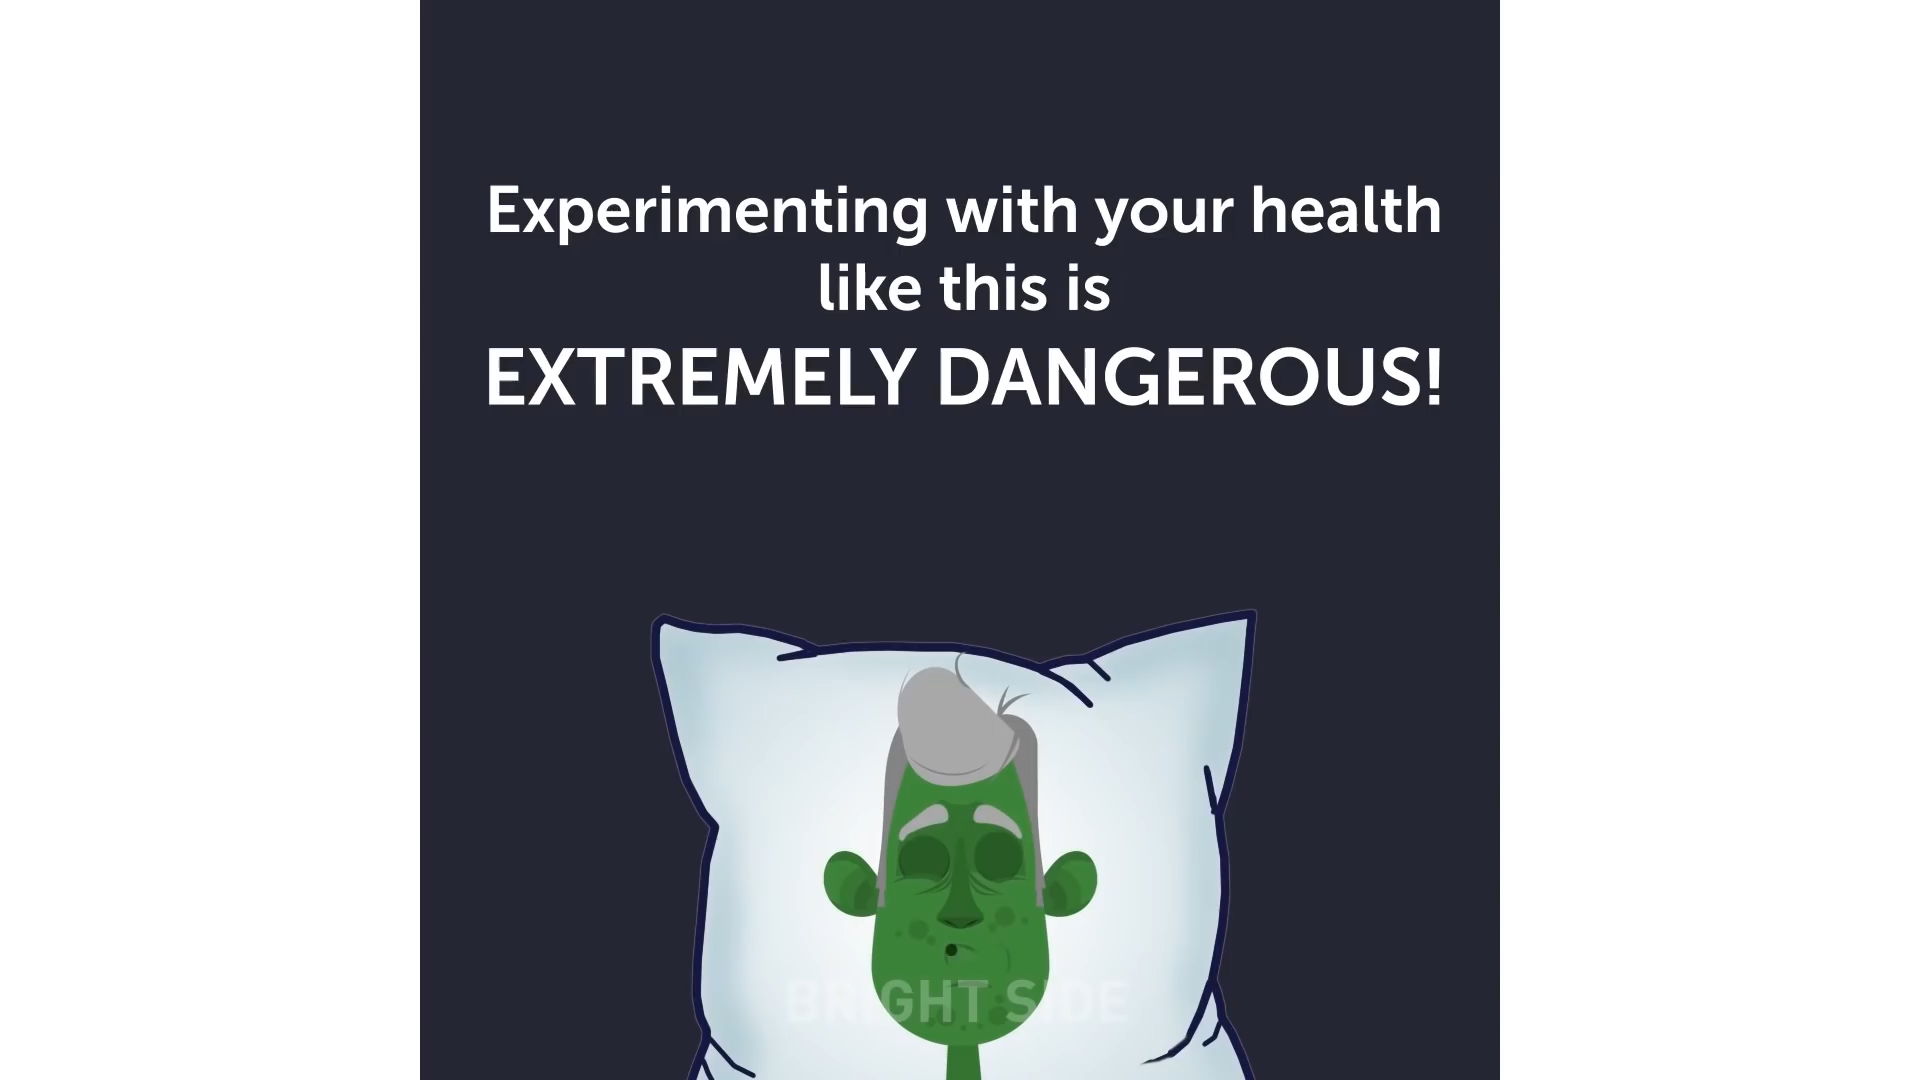 Experimenting with your health
like this is
EXTREMELY DANGEROUS!
BRIGHT SIDE